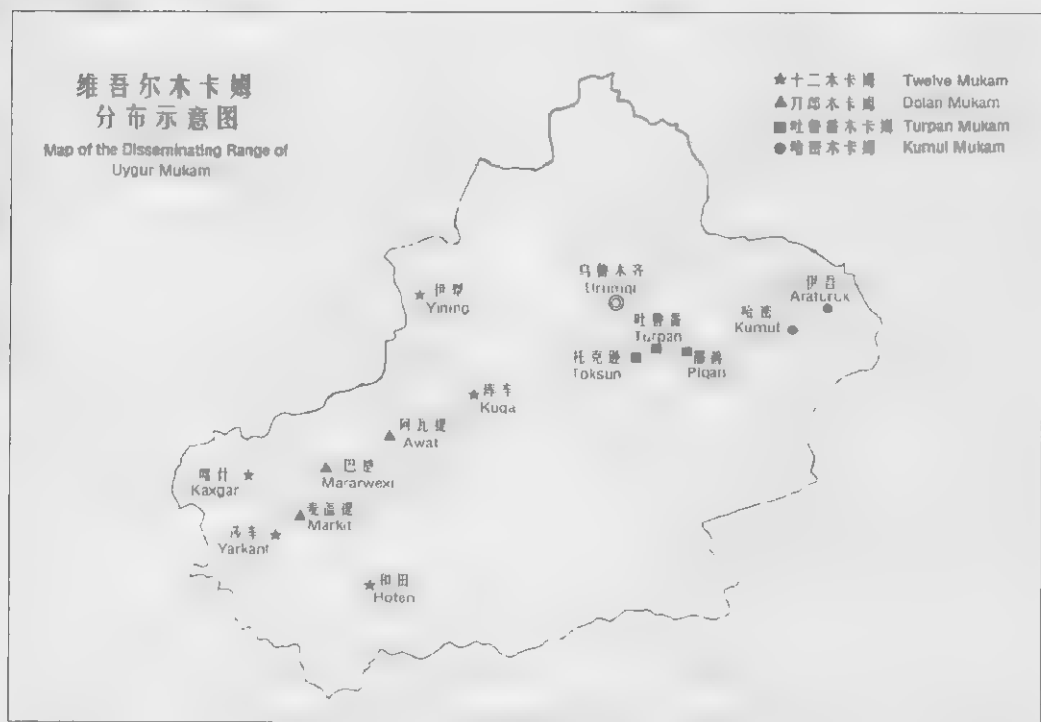 维吾尔木卡姆
分布示意图
Map of the Disseminating Range of
Uygur Mukam
十二木卡姆 Twelve Mukam
刀郎木卡姆 Dolan Mukam
吐鲁番木卡姆 Turpan Mukam
哈密木卡姆 Kumul Mukam
伊犁
Yining
乌鲁木齐
Urumqi
伊吾
Araturuk
哈密
Kumul
吐鲁番
Turpan
托克逊
Toksun
鄯善
Piqan
库车
Kuqa
阿瓦提
Awat
巴楚
Mararwexi
喀什
Kaxgar
麦盖提
Markit
莎车
Yarkant
和田
Hoten